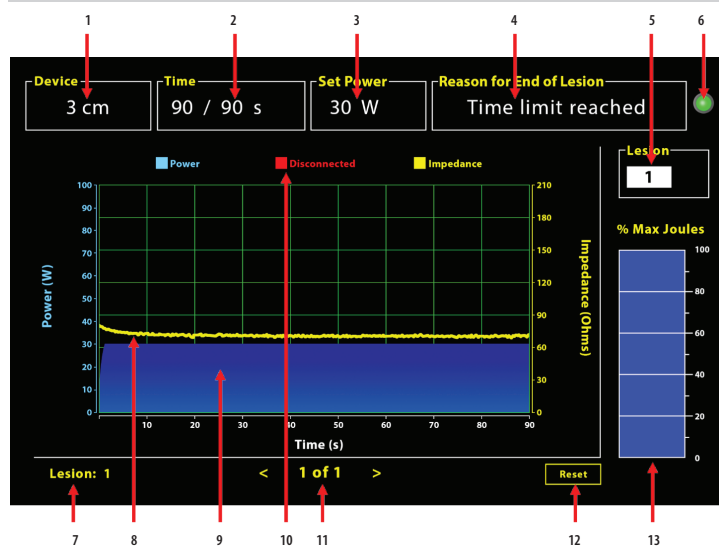 1 2 3 4 5 6
Device Time Set Power Reason for End of Lesion
3 cm 90 / 90 s 30 W Time limit reached
Lesion
1
Power Disconnected Impedance
% Max Joules
100 90 80 70 60 50 40 30 20 10 0
Power (W)
210 180 150 120 90 60 30 0
Impedance (Ohms)
100 80 60 40 20 0
10 20 30 40 50 60 70 80 90
Time (s)
Lesion: 1 < 1 of 1 > Reset
7 8 9 10 11 12 13